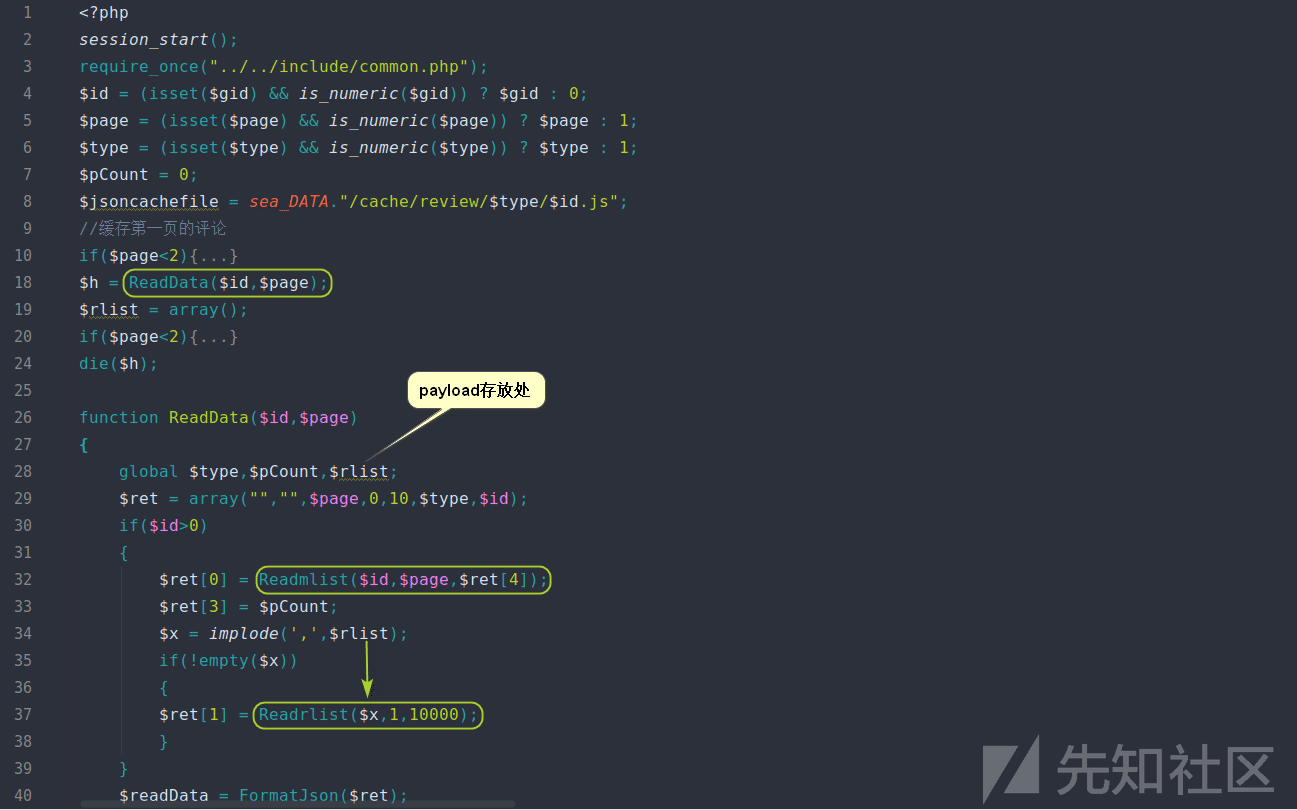 1 <?php
2 session_start();
3 require_once("../../include/common.php");
4 $id = (isset($gid) && is_numeric($gid)) ? $gid : 0;
5 $page = (isset($page) && is_numeric($page)) ? $page : 1;
6 $type = (isset($type) && is_numeric($type)) ? $type : 1;
7 $pCount = 0;
8 $jsoncachefile = sea_DATA."/cache/review/$type/$id.js";
9 //缓存第一页的评论
10 if($page<2){...}
18 $h = ReadData($id,$page);
19 $rlist = array();
20 if($page<2){...}
24 die($h);
25
payload存放处
26 function ReadData($id,$page)
27 {
28 global $type,$pCount,$rlist;
29 $ret = array("","",$page,0,10,$type,$id);
30 if($id>0)
31 {
32 $ret[0] = Readmlist($id,$page,$ret[4]);
33 $ret[3] = $pCount;
34 $x = implode(',',$rlist);
35 if(!empty($x))
36 {
37 $ret[1] = Readrlist($x,1,10000);
38 }
39 }
40 $readData = FormatJson($ret);
先知社区